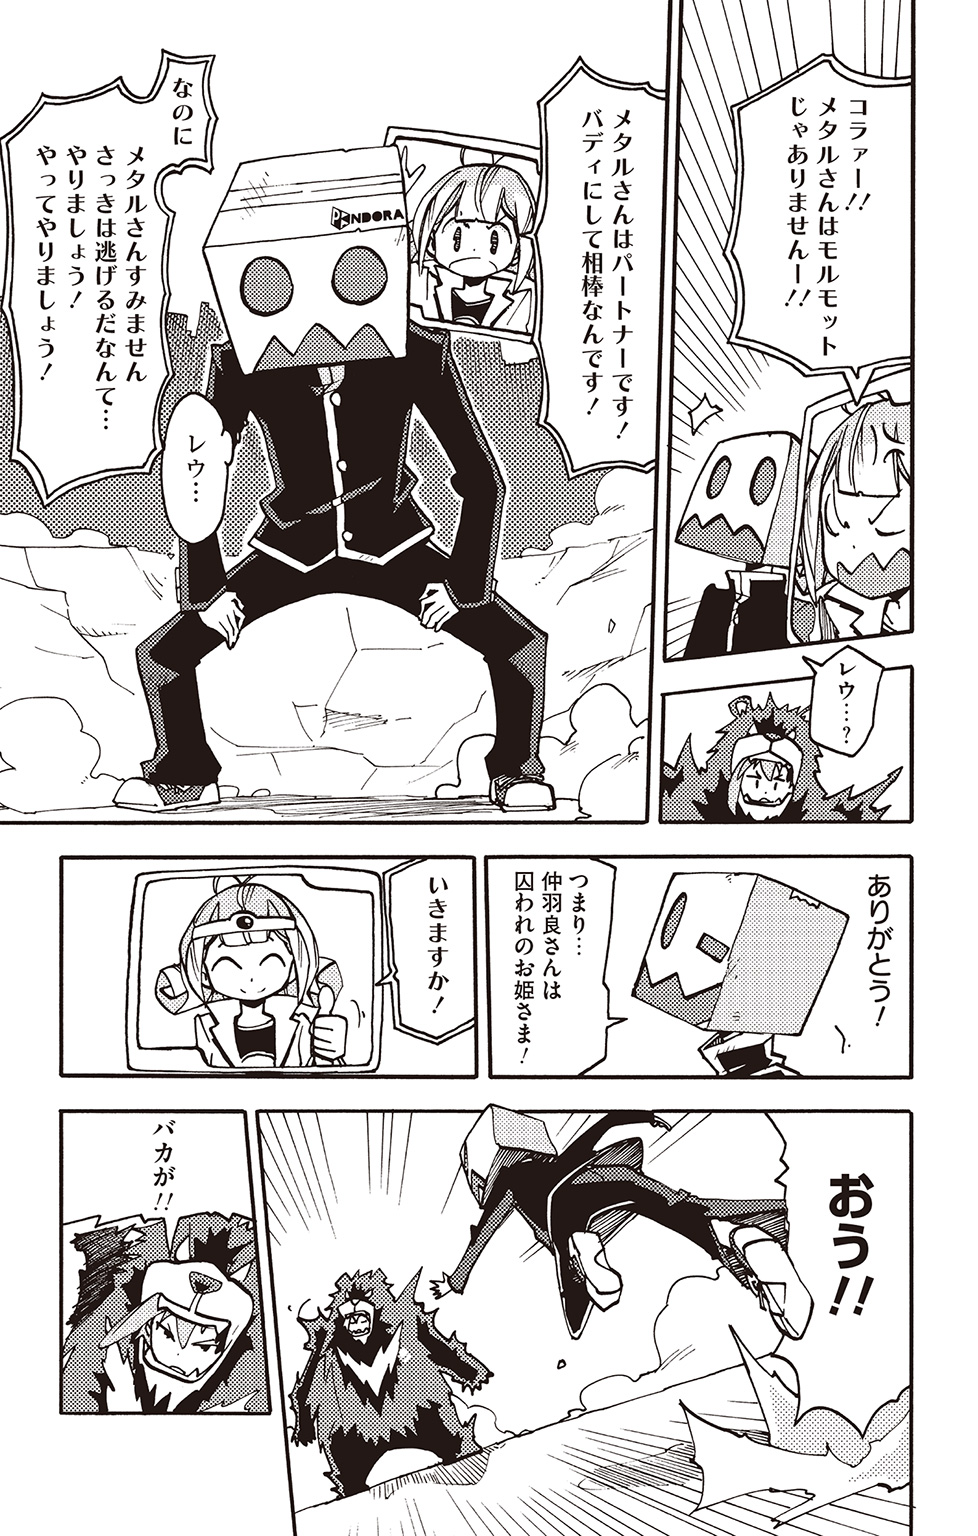 コラァー!!
メタルさんはモルモット
じゃありませんー!!
メタルさんはパートナーです!
バディにして相棒なんです!
PANDORA
なのに
メタルさんすみません
さっきは逃げるだなんて…
やりましょう!
やってやりましょう!
レウ…
レウ…?
ありがとう!
つまり…
仲羽良さんは
囚われのお姫さま!
いきますか!
おう!!
バカが!!